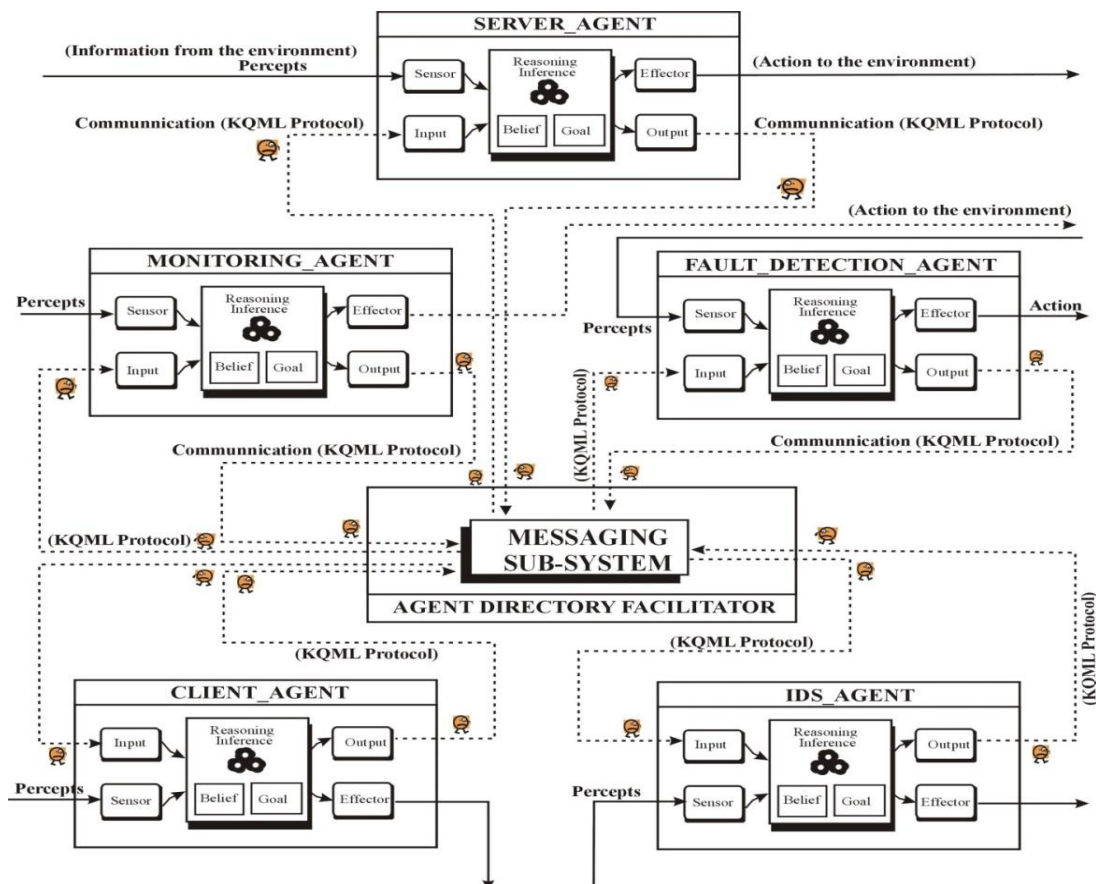 SERVER_AGENT
(Information from the environment)
Percepts
Sensor
Reasoning
Inference
Effector
(Action to the environment)
Communnication (KQML Protocol)
Input
Belief
Goal
Output
Communnication (KQML Protocol)
(Action to the environment)
MONITORING_AGENT
Percepts
Sensor
Reasoning
Inference
Effector
Input
Belief
Goal
Output
FAULT_DETECTION_AGENT
Percepts
Sensor
Reasoning
Inference
Effector
Action
Input
Belief
Goal
Output
Communnication (KQML Protocol)
(KQML Protocol)
Communnication (KQML Protocol)
(KQML Protocol)
MESSAGING
SUB-SYSTEM
AGENT DIRECTORY FACILITATOR
(KQML Protocol)
(KQML Protocol)
(KQML Protocol)
CLIENT_AGENT
Input
Reasoning
Inference
Output
Percepts
Sensor
Belief
Goal
Effector
IDS_AGENT
Input
Reasoning
Inference
Output
Percepts
Sensor
Belief
Goal
Effector